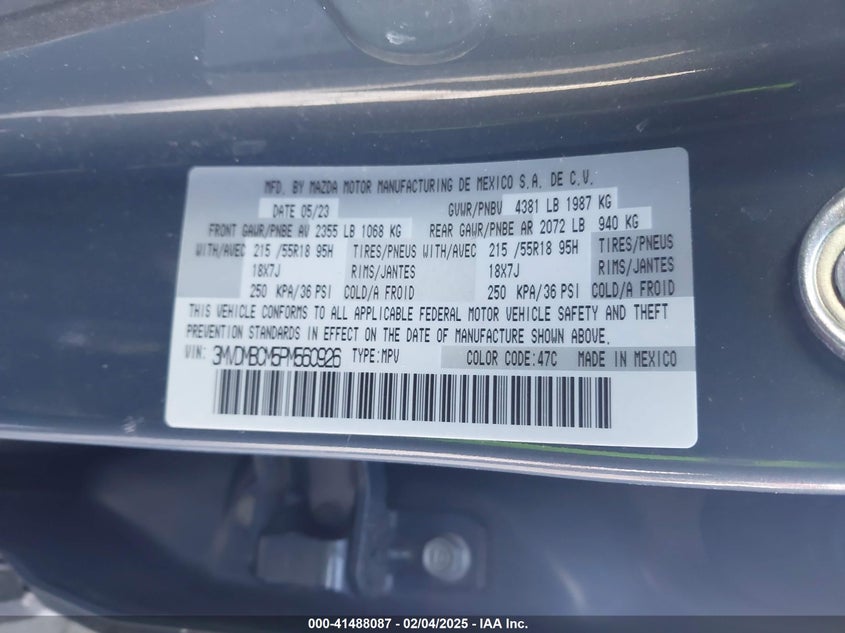 MFD. BY MAZDA MOTOR MANUFACTURING DE MEXICO S.A. DE C.V.
DATE 05/23 GVWR/PNBV 4381 LB 1987 KG
FRONT GAWR/PNBE AV 2355 LB 1068 KG REAR GAWR/PNBE AR 2072 LB 940 KG
WITH/AVEC 215 /55R18 95H TIRES/PNEUS WITH/AVEC 215 /55R18 95H TIRES/PNEUS
18X7J RIMS/JANTES 18X7J RIMS/JANTES
250 KPA/36 PSI COLD/A FROID 250 KPA/36 PSI COLD/A FROID
THIS VEHICLE CONFORMS TO ALL APPLICABLE FEDERAL MOTOR VEHICLE SAFETY AND THEFT
PREVENTION STANDARDS IN EFFECT ON THE DATE OF MANUFACTURE SHOWN ABOVE.
VIN: 3MVDMBCM5PM560926 TYPE:MPV COLOR CODE:47C MADE IN MEXICO
000-41488087 - 02/04/2025 - IAA Inc.